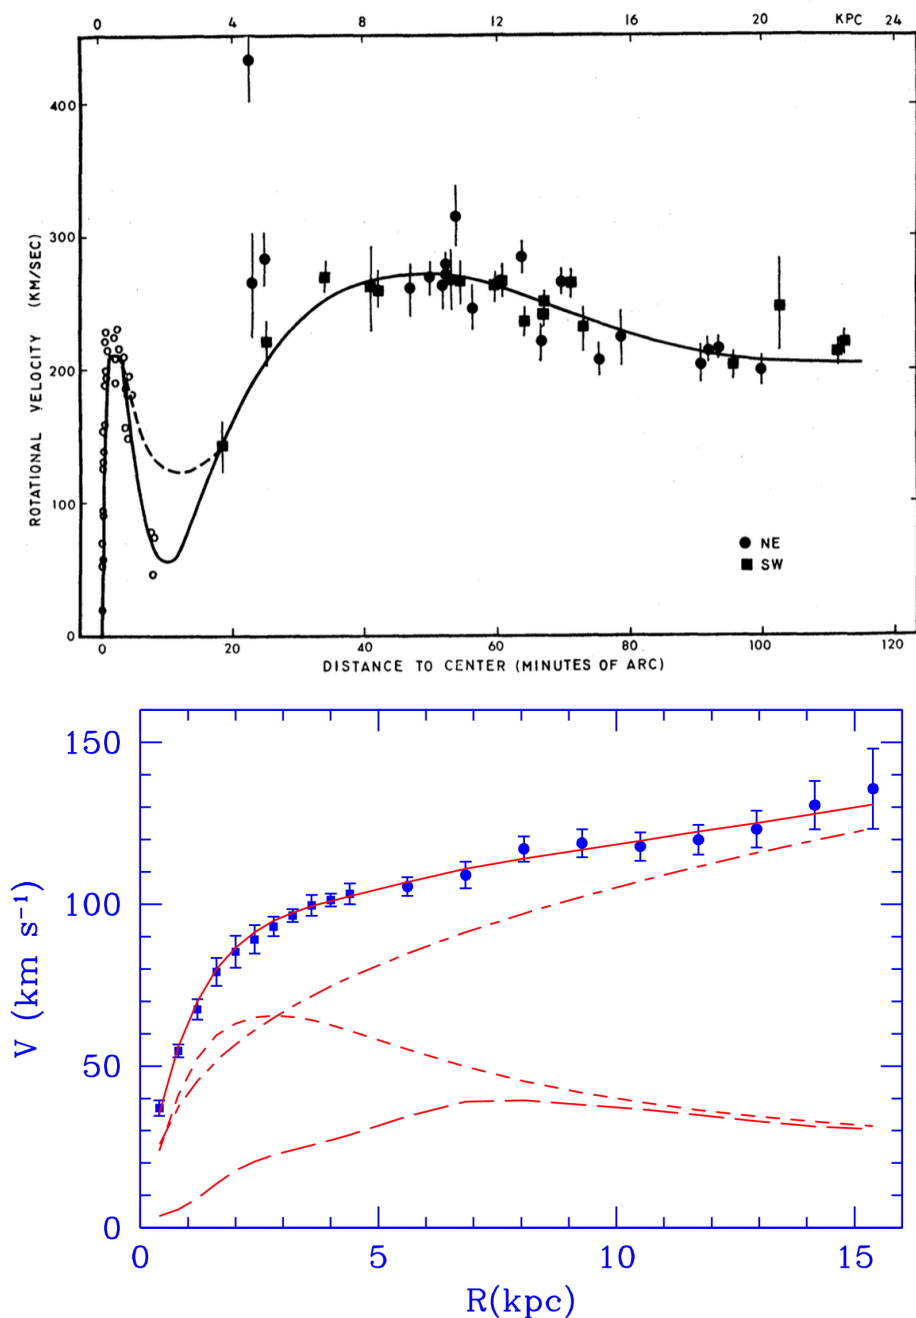 0 4 8 12 16 20 KPC 24
400
300
200
100
0
ROTATIONAL VELOCITY (KM/SEC)
NE
SW
0 20 40 60 80 100 120
DISTANCE TO CENTER (MINUTES OF ARC)
150
100
50
0
V (km s⁻¹)
0 5 10 15
R(kpc)